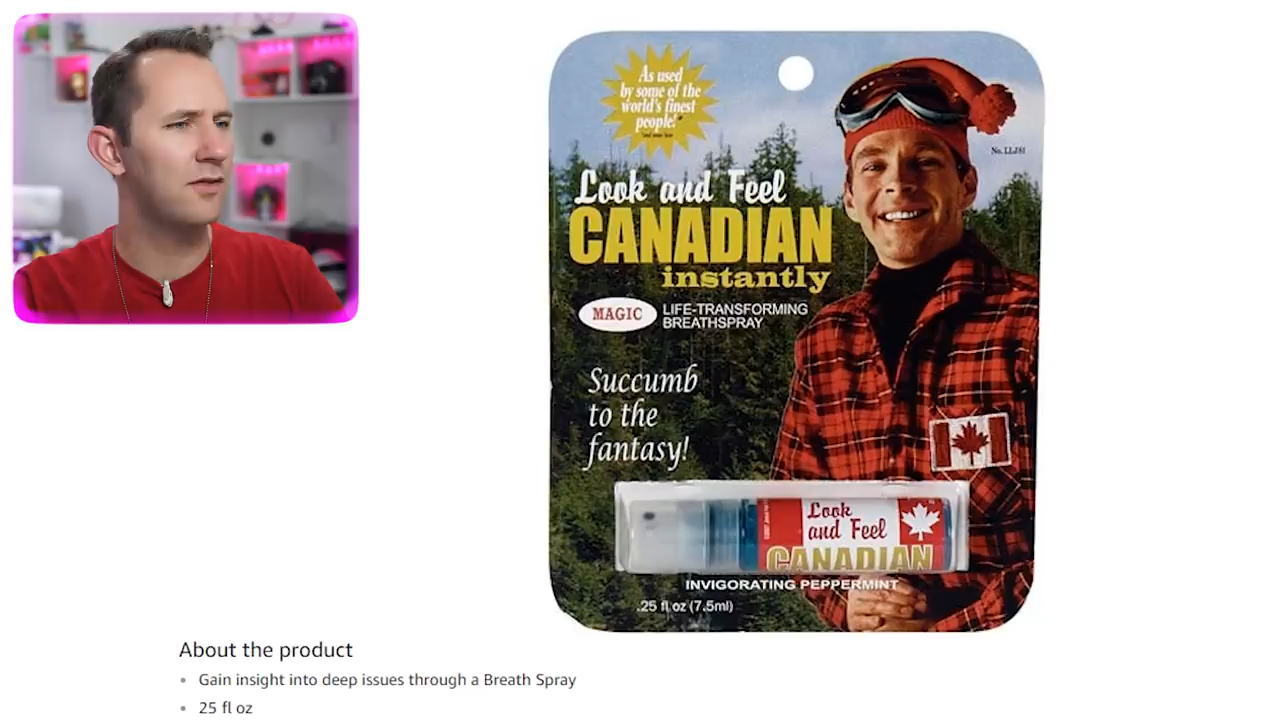 As used
by some of the
world's finest
people!*
No. LLJ81
Look and Feel
CANADIAN
instantly
MAGIC
LIFE-TRANSFORMING
BREATHSPRAY
Succumb
to the
fantasy!
Look
and Feel
CANADIAN
INVIGORATING PEPPERMINT
.25 fl oz (7.5ml)
About the product
• Gain insight into deep issues through a Breath Spray
• 25 fl oz